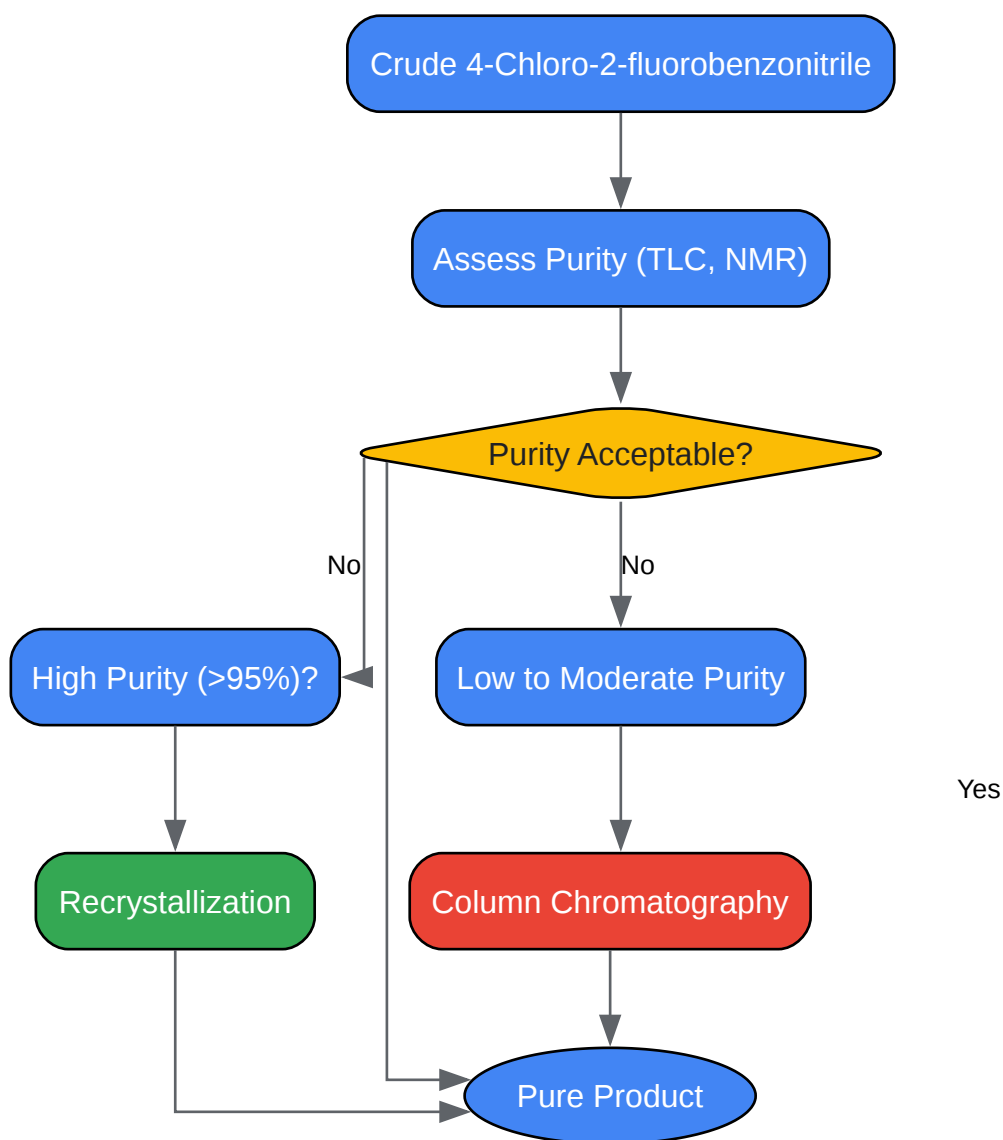 Crude 4-Chloro-2-fluorobenzonitrile
Assess Purity (TLC, NMR)
Purity Acceptable?
No
No
High Purity (>95%)?
Low to Moderate Purity
Yes
Recrystallization
Column Chromatography
Pure Product